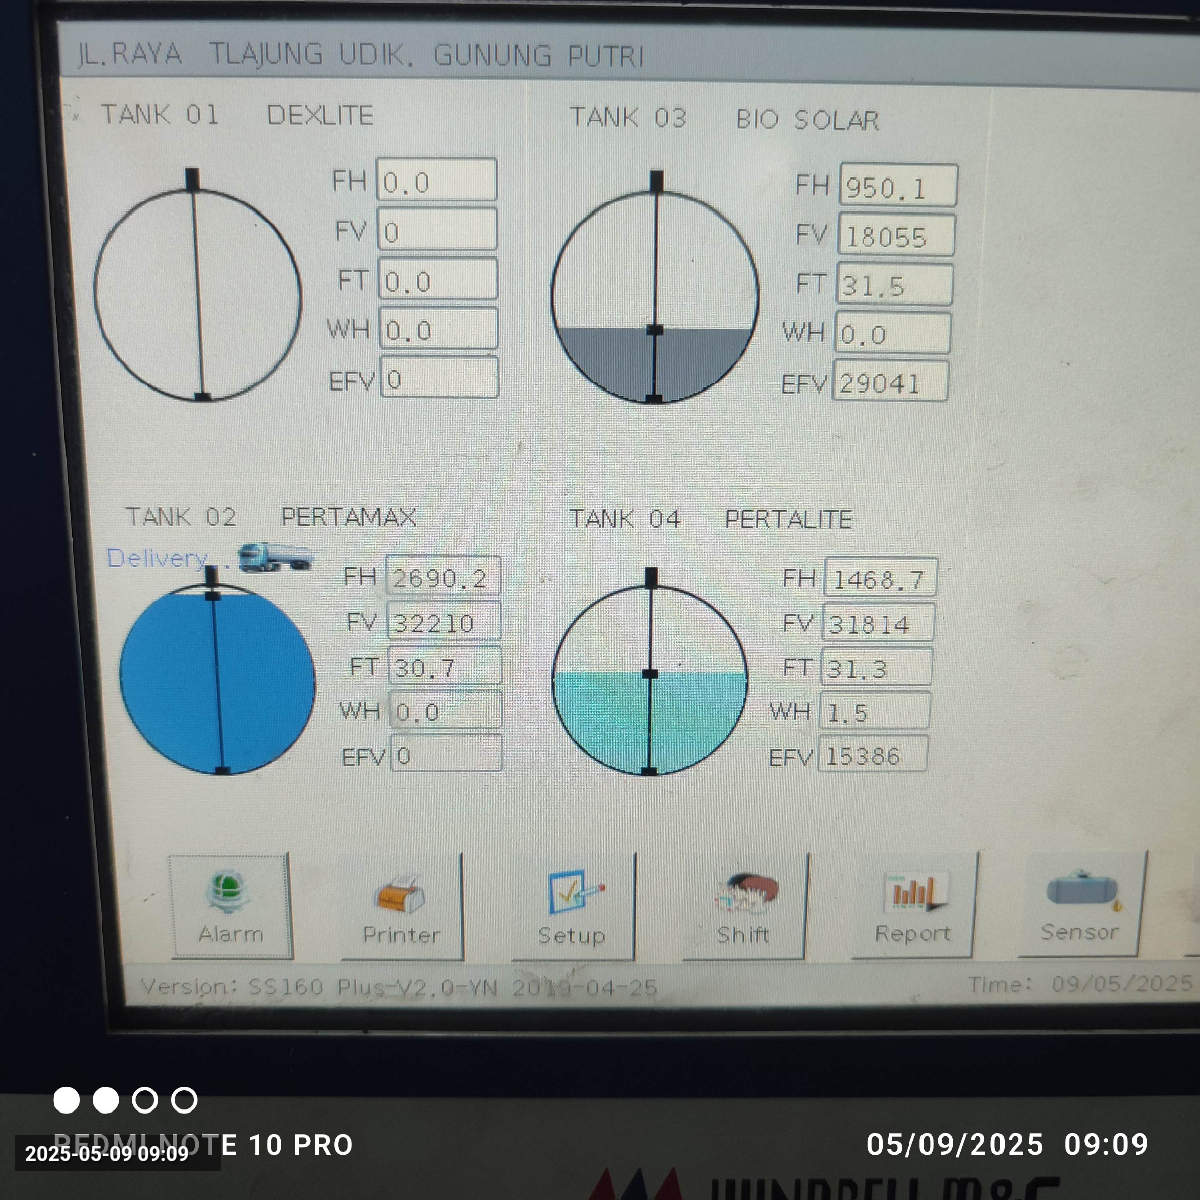 JL.RAYA TLAJUNG UDIK. GUNUNG PUTRI
TANK 01 DEXLITE
FH 0.0
FV 0
FT 0.0
WH 0.0
EFV 0
TANK 03 BIO SOLAR
FH 950.1
FV 18055
FT 31.5
WH 0.0
EFV 29041
TANK 02 PERTAMAX
Delivery..
FH 2690.2
FV 32210
FT 30.7
WH 0.0
EFV 0
TANK 04 PERTALITE
FH 1468.7
FV 31814
FT 31.3
WH 1.5
EFV 15386
Alarm
Printer
Setup
Shift
Report
Sensor
Version: SS160 Plus-V2.0-YN 2019-04-25
Time: 09/05/2025
REDMI NOTE 10 PRO
2025-05-09 09:09
05/09/2025 09:09